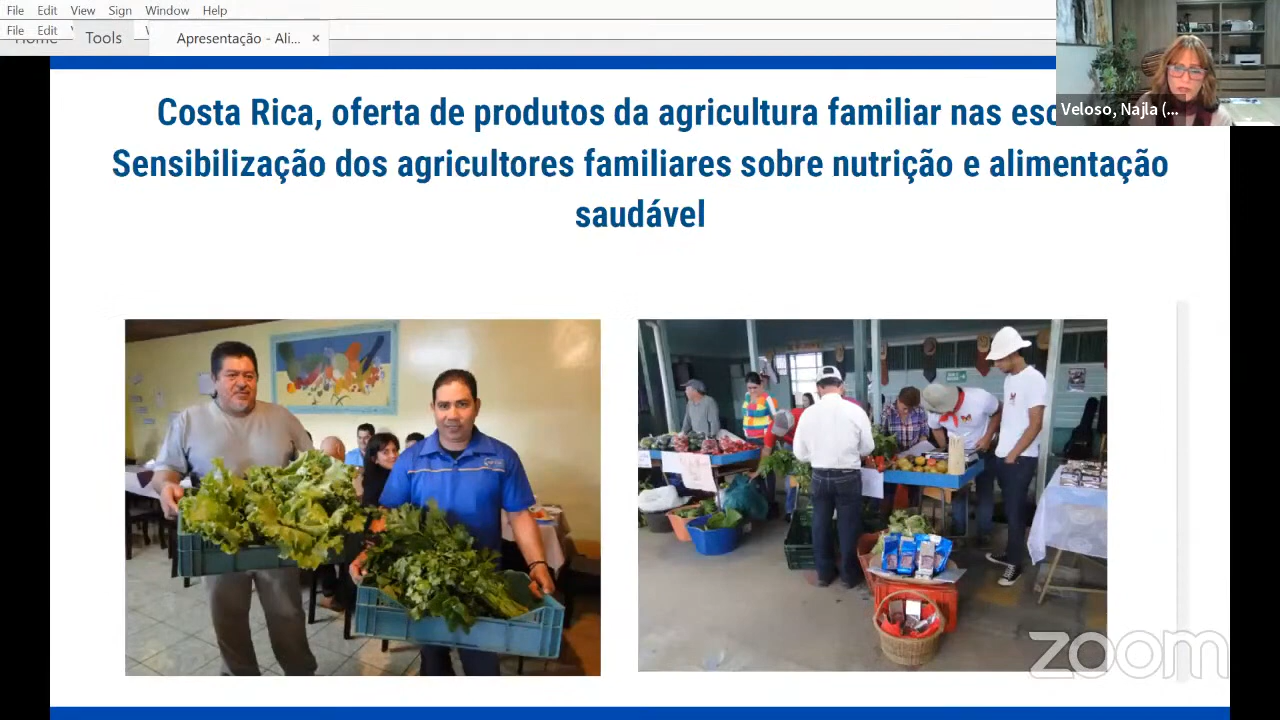 File Edit View Sign Window Help
File Edit
Home Tools Apresentação - Ali... ×
Veloso, Najla (...
Costa Rica, oferta de produtos da agricultura familiar nas
Sensibilização dos agricultores familiares sobre nutrição e alimentação
saudável
zoom